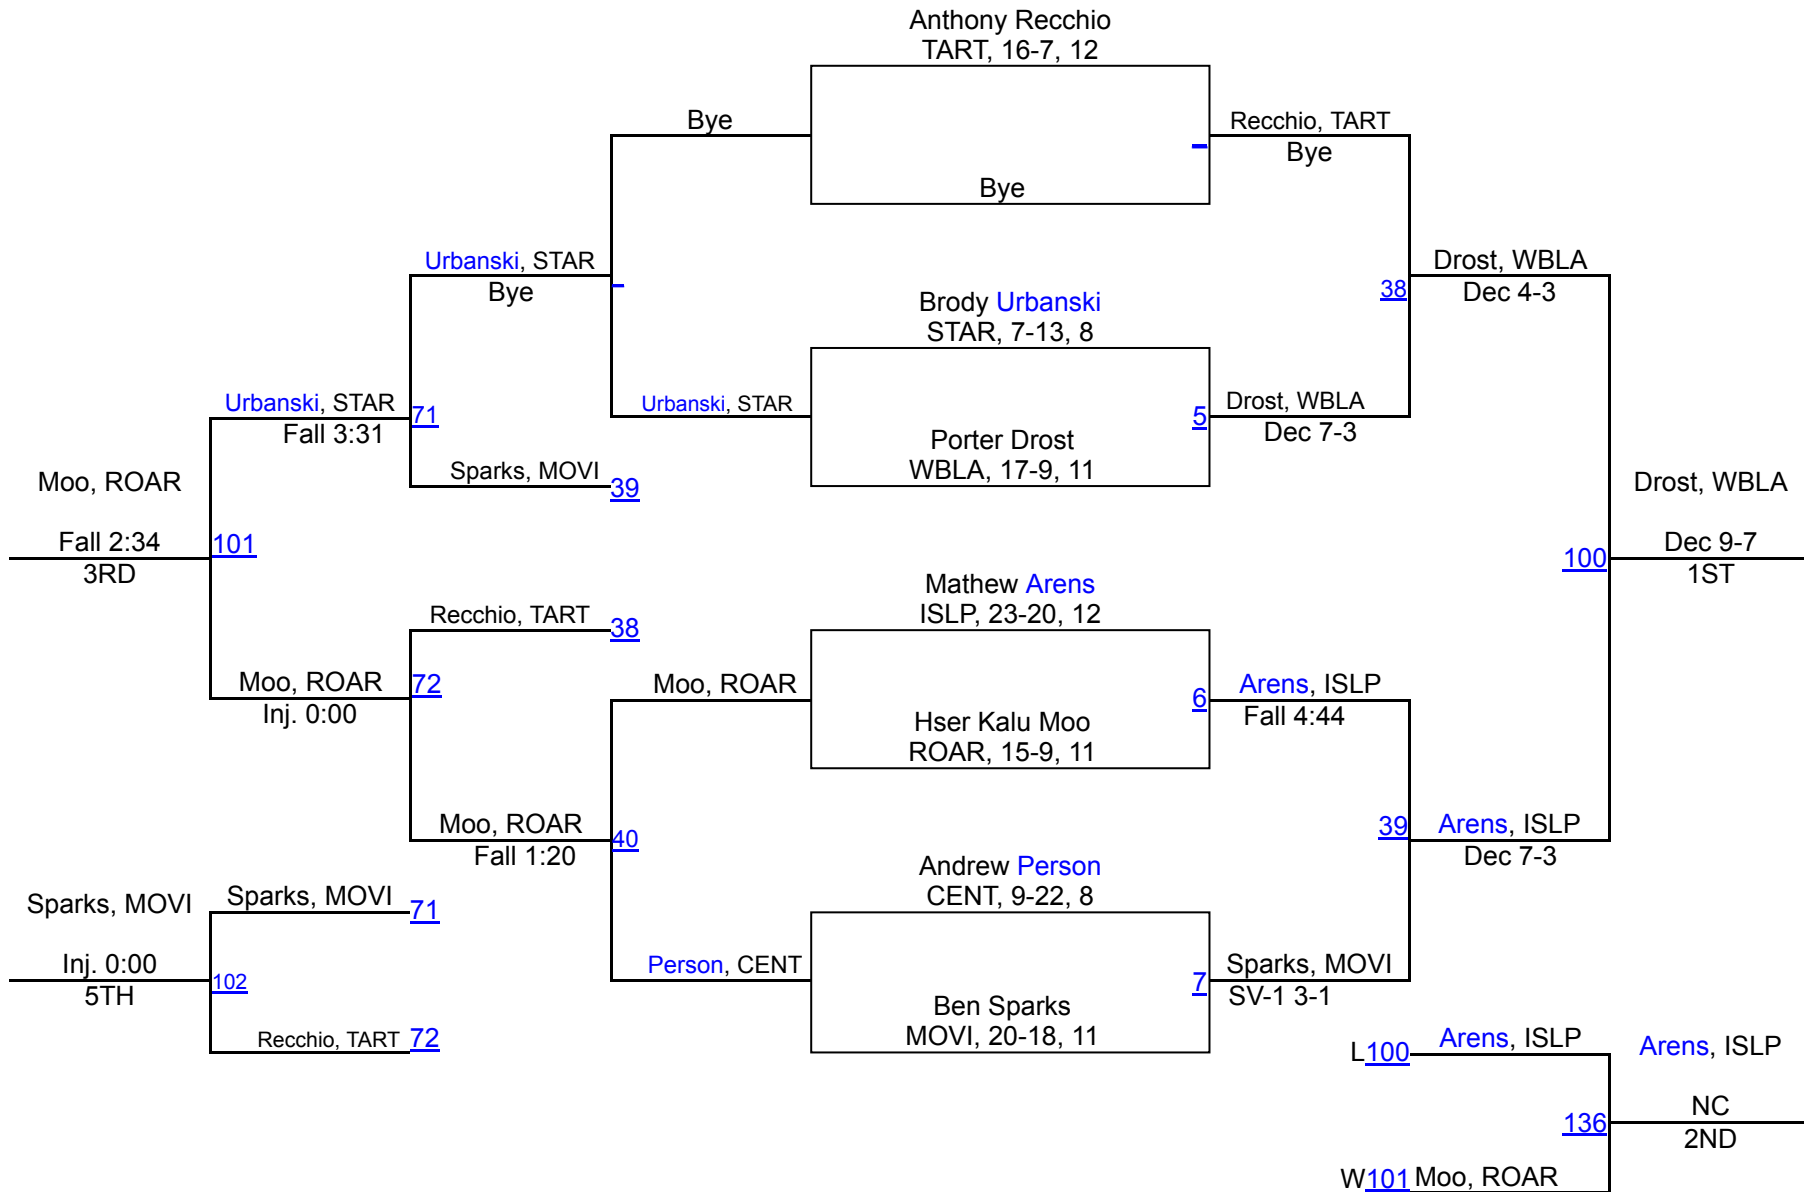 Anthony Recchio
TART, 16-7, 12
Bye
Recchio, TART
Bye
Bye
Urbanski, STAR
Bye
Drost, WBLA
38
Dec 4-3
Brody Urbanski
STAR, 7-13, 8
Urbanski, STAR
Fall 3:31
71
Urbanski, STAR
5
Drost, WBLA
Dec 7-3
Porter Drost
WBLA, 17-9, 11
Sparks, MOVI
39
Moo, ROAR
Fall 2:34
3RD
101
Drost, WBLA
100
Dec 9-7
1ST
Mathew Arens
ISLP, 23-20, 12
Recchio, TART
38
Moo, ROAR
Inj. 0:00
72
Moo, ROAR
6
Arens, ISLP
Fall 4:44
Hser Kalu Moo
ROAR, 15-9, 11
Moo, ROAR
Fall 1:20
40
39
Arens, ISLP
Dec 7-3
Andrew Person
CENT, 9-22, 8
Sparks, MOVI
Inj. 0:00
5TH
Sparks, MOVI
71
102
Recchio, TART
72
Person, CENT
7
Sparks, MOVI
SV-1 3-1
Ben Sparks
MOVI, 20-18, 11
L100
Arens, ISLP
Arens, ISLP
136
NC
2ND
W101 Moo, ROAR